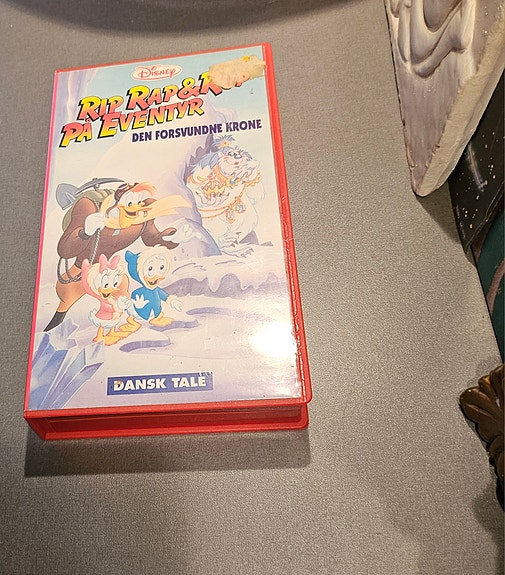 Disney
RIP RAP & R
PÅ EVENTYR
DEN FORSVUNDNE KRONE
DANSK TALE